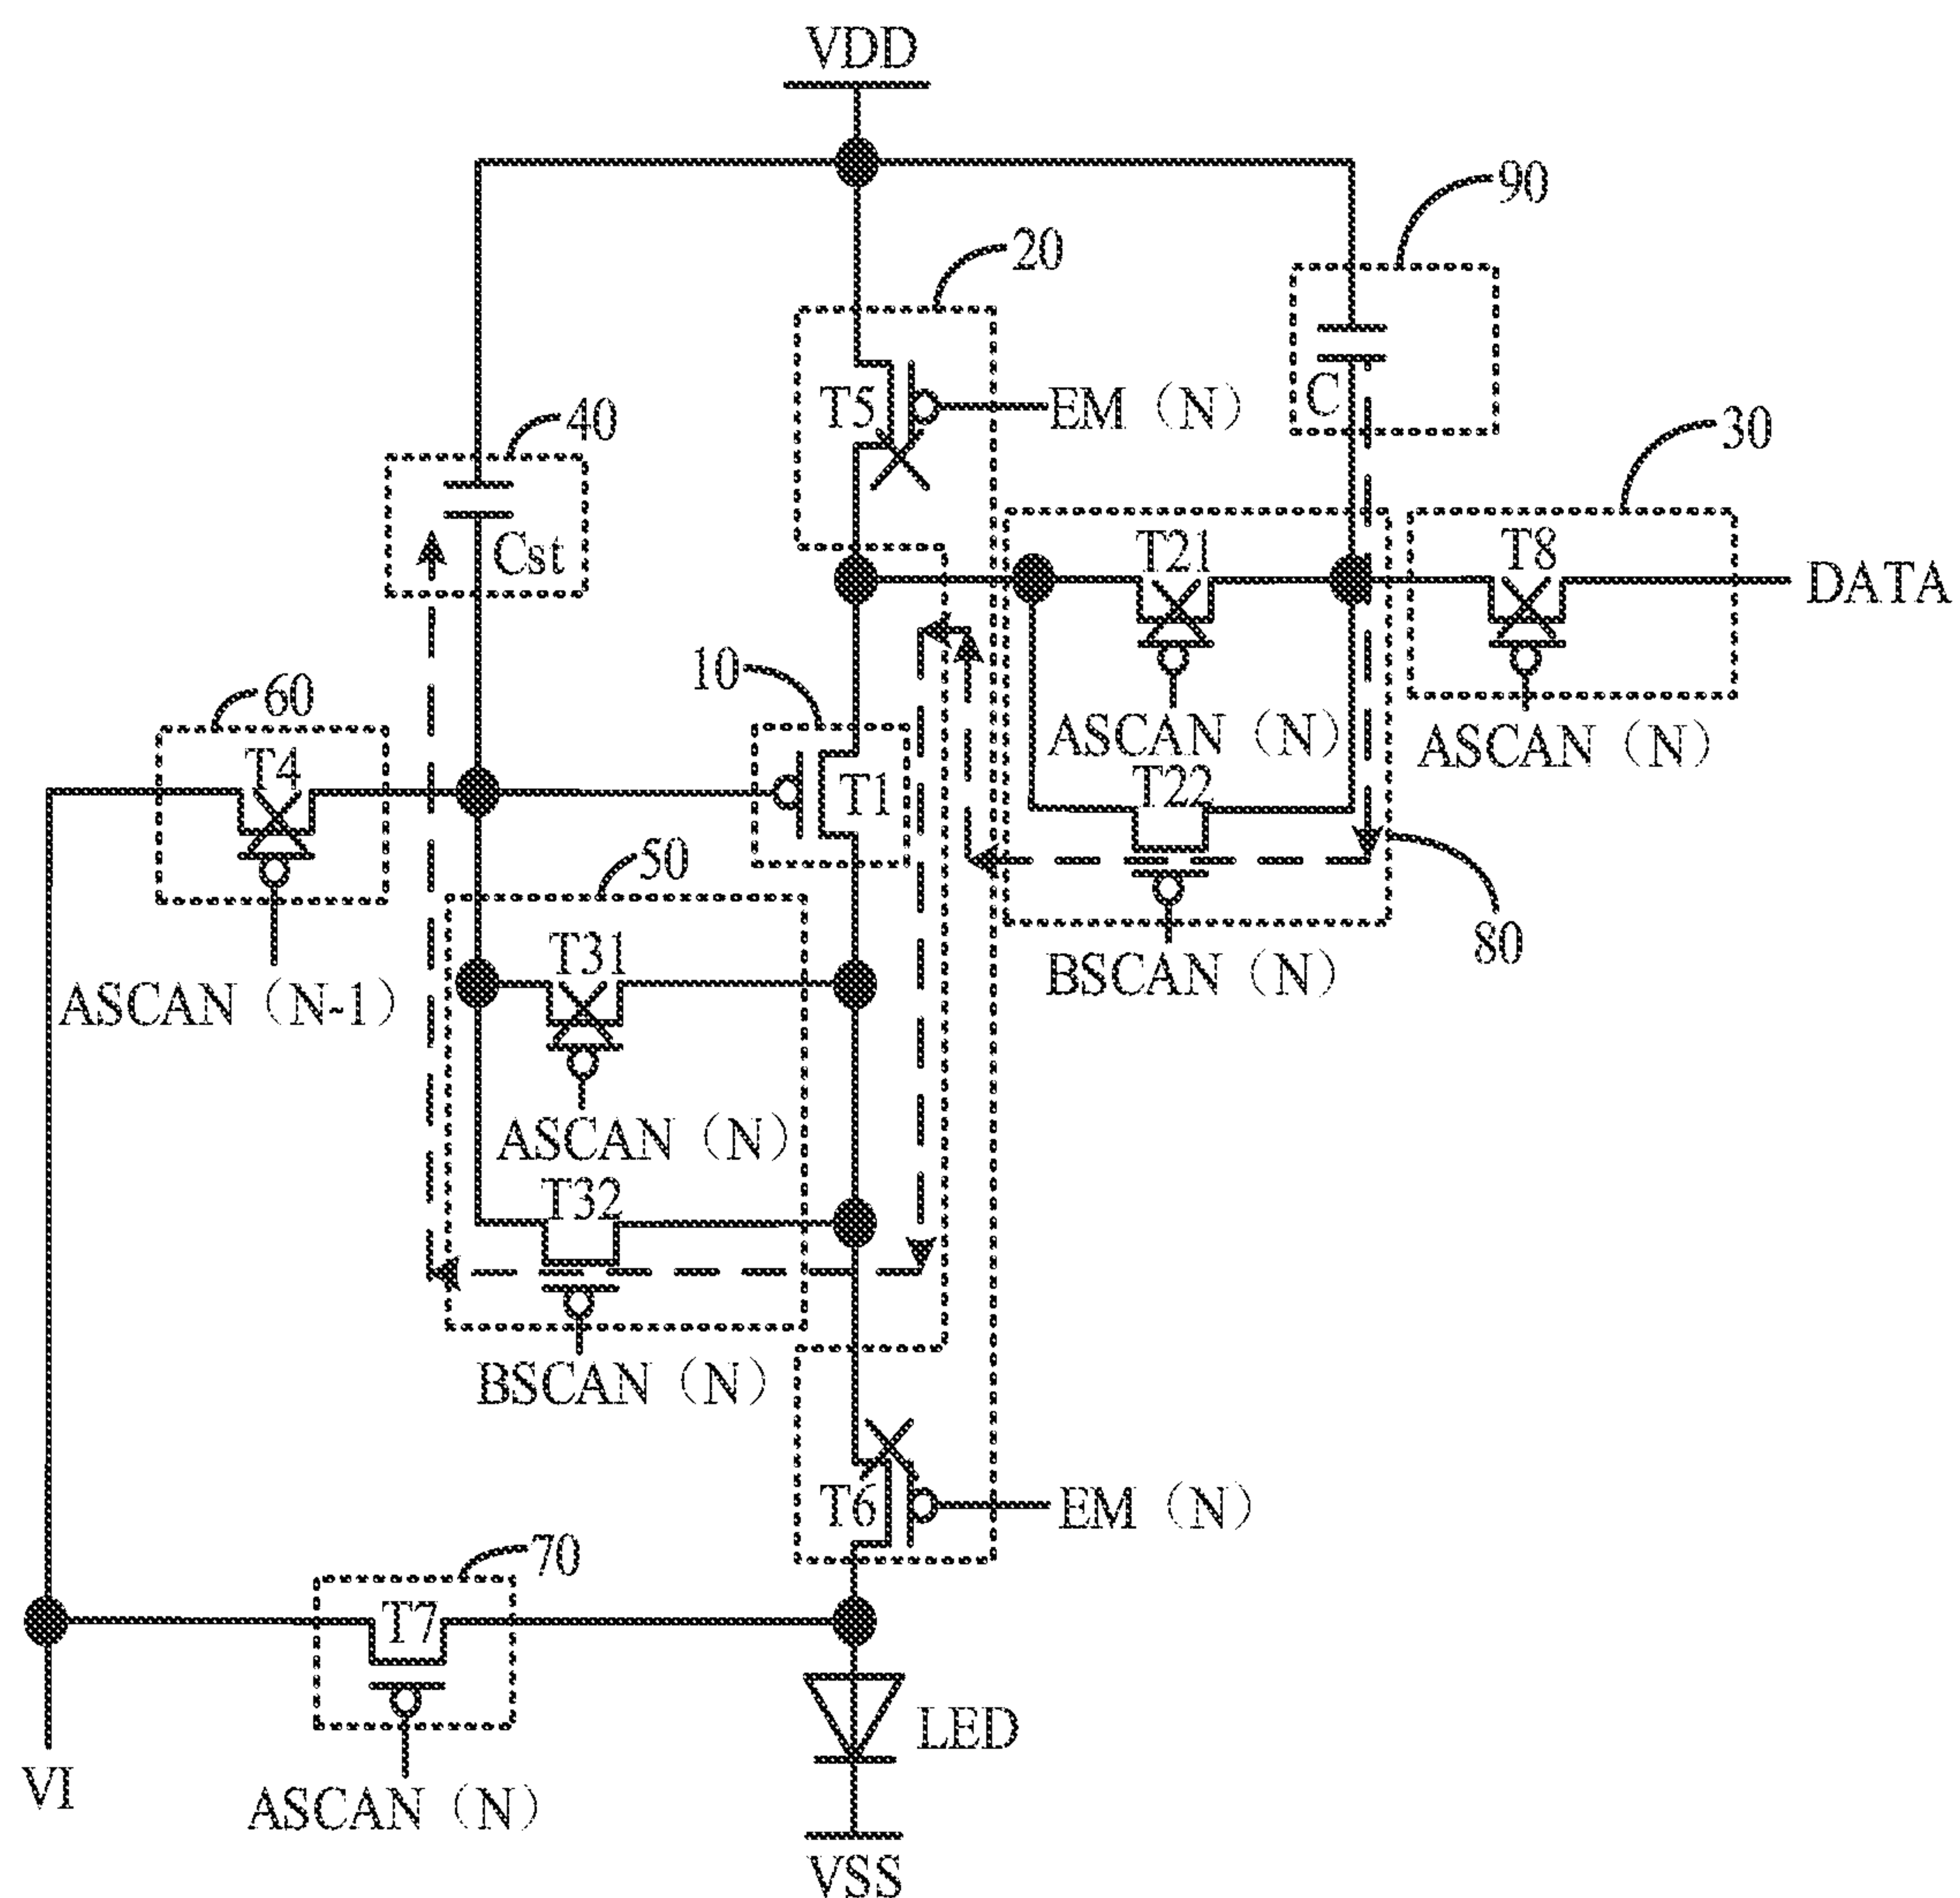 VDD
90
20
T5
EM（N）
C
40
30
Cst
T21
T8
DATA
10
60
ASCAN（N）
ASCAN（N）
T4
T22
T1
50
80
T31
BSCAN（N）
ASCAN（N-1）
ASCAN（N）
T32
BSCAN（N）
T6
EM（N）
70
T7
LED
VI
ASCAN（N）
VSS